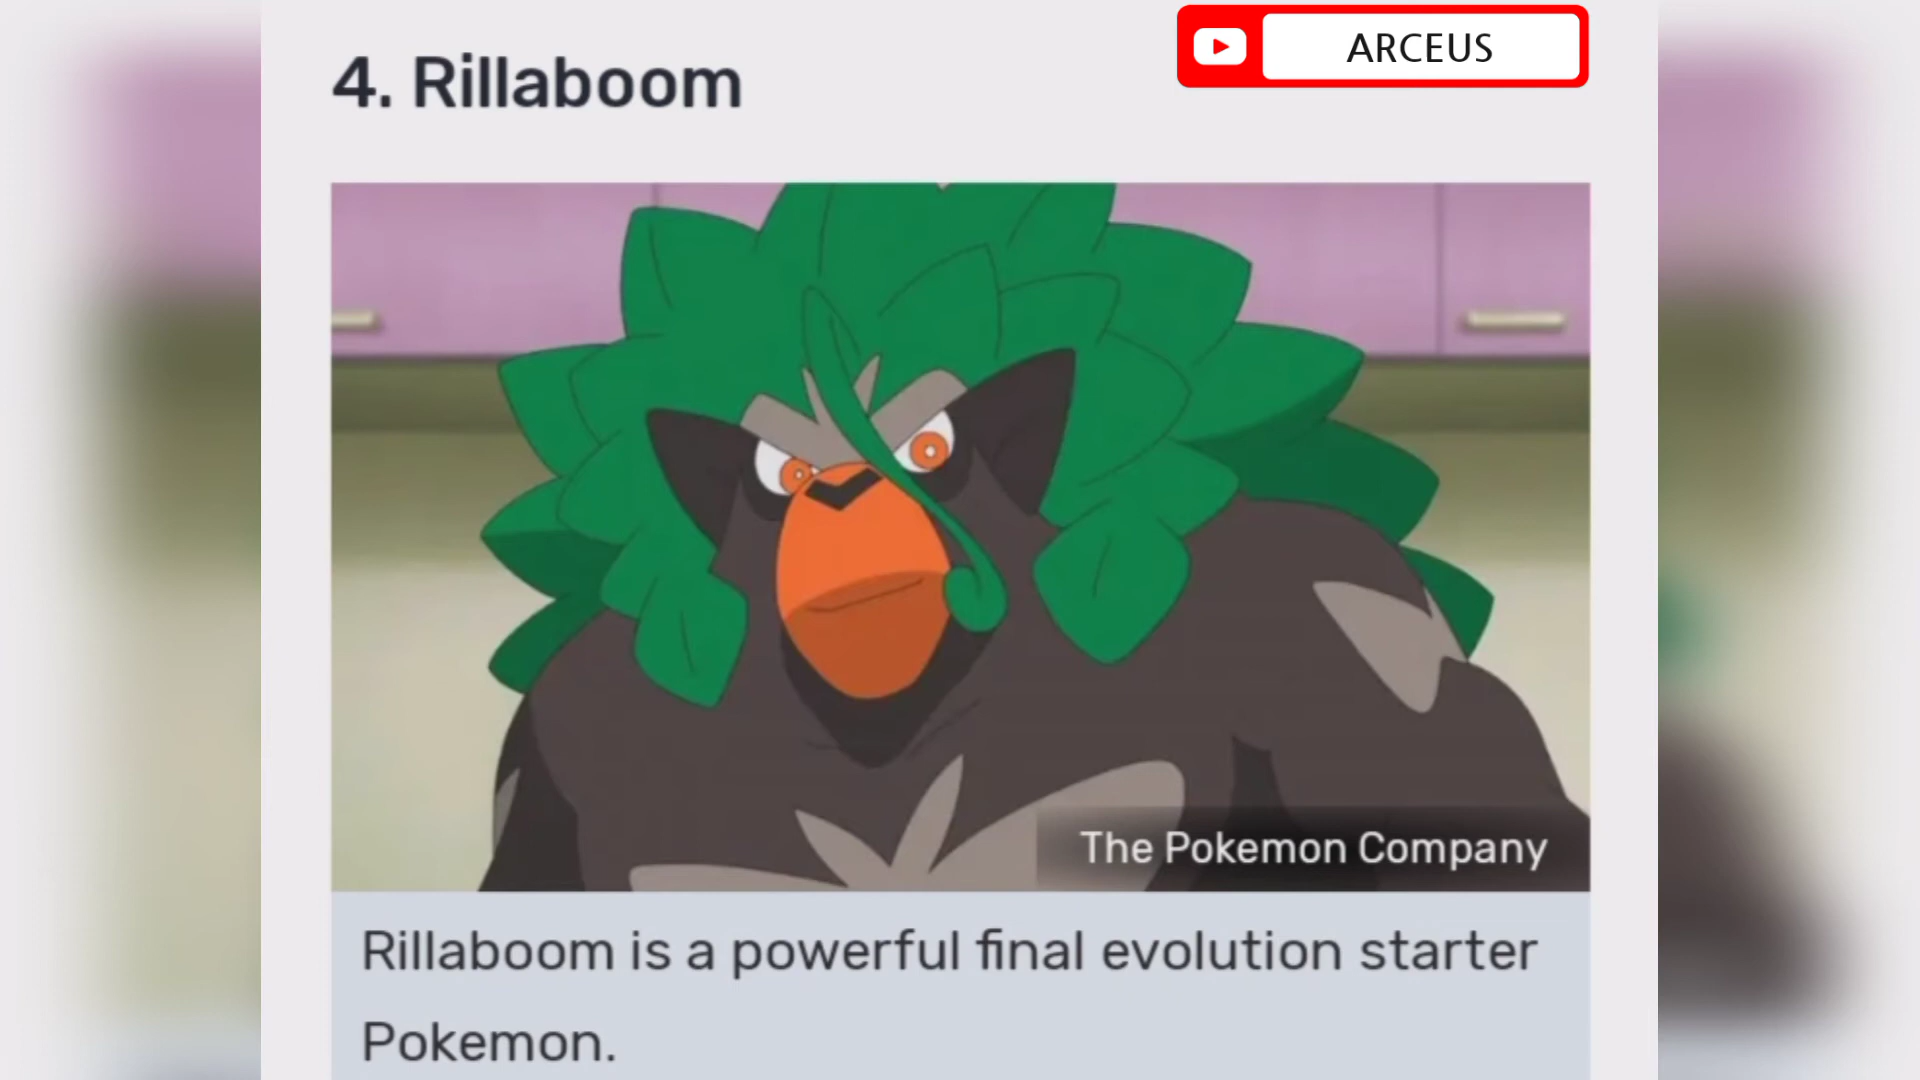 4. Rillaboom
ARCEUS
The Pokemon Company
Rillaboom is a powerful final evolution starter
Pokemon.